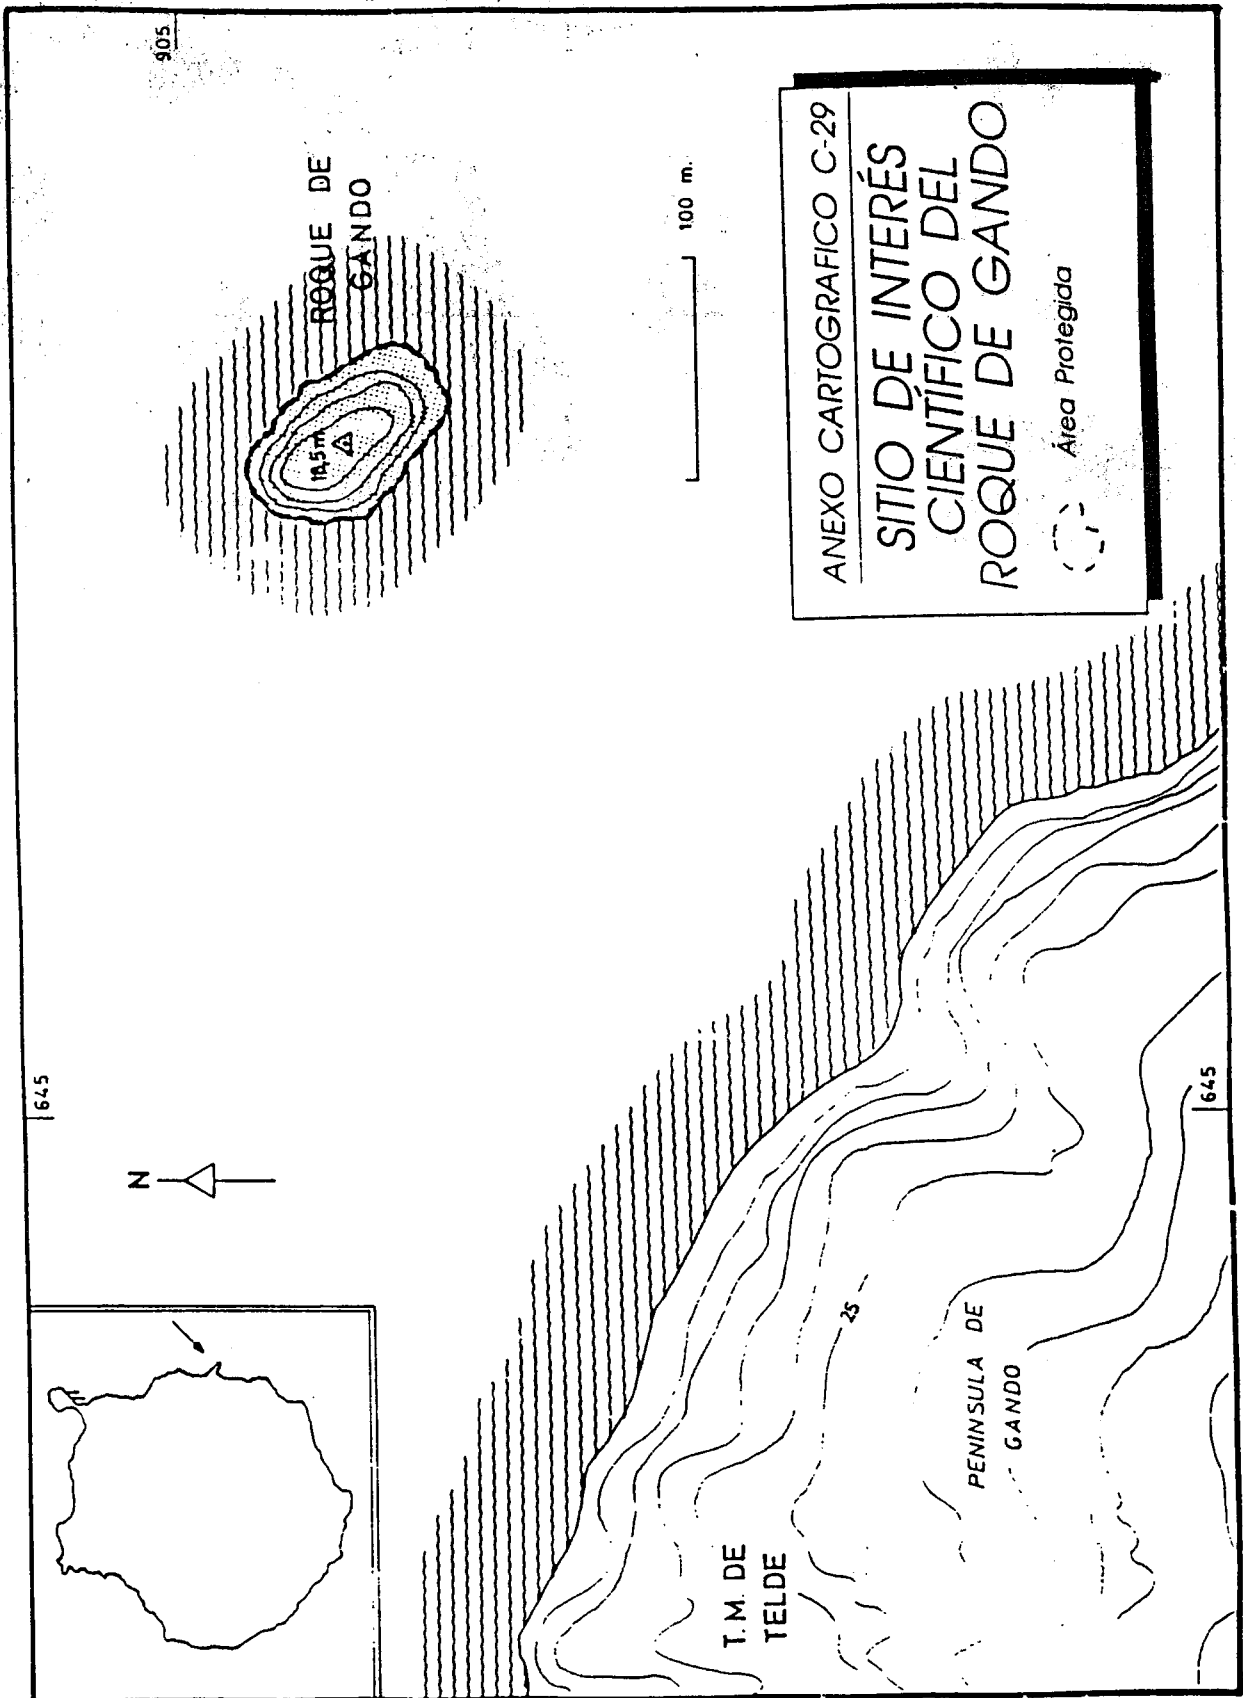 645
905
N
ROQUE DE
GANDO
18,5 m
100 m.
25
T.M. DE
TELDE
PENINSULA DE
GANDO
645
ANEXO CARTOGRAFICO C-29
SITIO DE INTERÉS
CIENTÍFICO DEL
ROQUE DE GANDO
Área Protegida